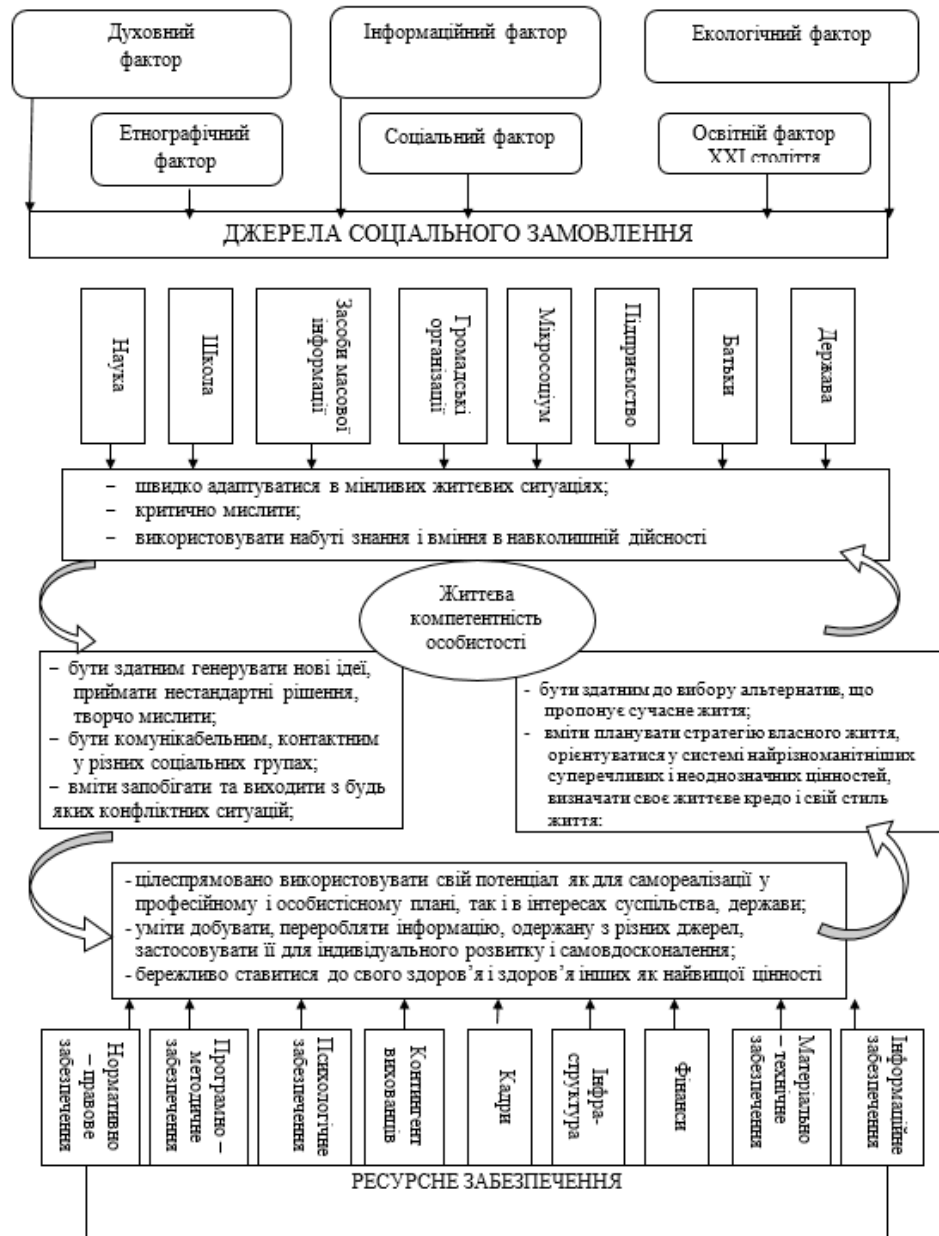 Духовний
фактор
Інформаційний фактор
Екологічний фактор
Етнографічний
фактор
Соціальний фактор
Освітній фактор
XXI століття
ДЖЕРЕЛА СОЦІАЛЬНОГО ЗАМОВЛЕННЯ
Наука
Школа
Засоби масової
інформації
Громадські
організації
Мікросоціум
Підприємство
Батьки
Держава
– швидко адаптуватися в мінливих життєвих ситуаціях;
– критично мислити;
– використовувати набуті знання і вміння в навколишній дійсності
Життєва
компетентність
особистості
– бути здатним генерувати нові ідеї,
приймати нестандартні рішення,
творчо мислити;
– бути комунікабельним, контактним
у різних соціальних групах;
– вміти запобігати та виходити з будь
яких конфліктних ситуацій;
- бути здатним до вибору альтернатив, що
пропонує сучасне життя;
- вміти планувати стратегію власного життя,
орієнтуватися у системі найрізноманітніших
суперечливих і неоднозначних цінностей,
визначати своє життєве кредо і свій стиль
життя:
- цілеспрямовано використовувати свій потенціал як для самореалізації у
професійному і особистісному плані, так і в інтересах суспільства, держави;
- уміти добувати, переробляти інформацію, одержану з різних джерел,
застосовувати її для індивідуального розвитку і самовдосконалення;
- бережливо ставитися до свого здоров’я і здоров’я інших як найвищої цінності
Нормативно
– правове
забезпечення
Програмно –
методичне
забезпечення
Психологічне
забезпечення
Контингент
вихованців
Кадри
Інфра-
структура
Фінанси
Матеріально
– технічне
забезпечення
Інформаційне
забезпечення
РЕСУРСНЕ ЗАБЕЗПЕЧЕННЯ